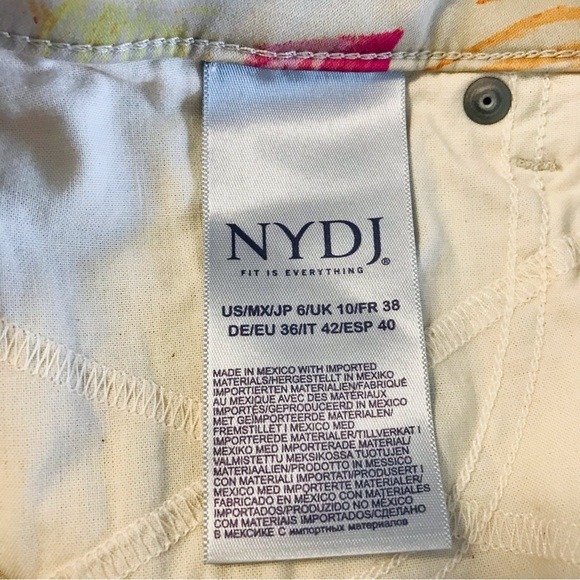 NYDJ®
FIT IS EVERYTHING
US/MX/JP 6/UK 10/FR 38
DE/EU 36/IT 42/ESP 40
MADE IN MEXICO WITH IMPORTED
MATERIALS/HERGESTELLT IN MEXIKO
IMPORTIERTEN MATERIALIEN/FABRIQUÉ
AU MEXIQUE AVEC DES MATÉRIAUX
IMPORTÉS/GEPRODUCEERD IN MEXICO
MET GEÏMPORTEERDE MATERIALEN/
FREMSTILLET I MEXICO MED
IMPORTEREDE MATERIALER/TILLVERKAT I
MEXIKO MED IMPORTERADE MATERIAL/
VALMISTETTU MEKSIKOSSA TUOTUJEN
MATERIAALIEN/PRODOTTO IN MESSICO
CON MATERIALI IMPORTATI/PRODUSERT I
MEXICO MED IMPORTERTE MATERIALER/
FABRICADO EN MÉXICO CON MATERIALES
IMPORTADOS/PRODUZIDO NO MÉXICO
COM MATERIAIS IMPORTADOS/СДЕЛАНО
В МЕКСИКЕ С импортных материалов